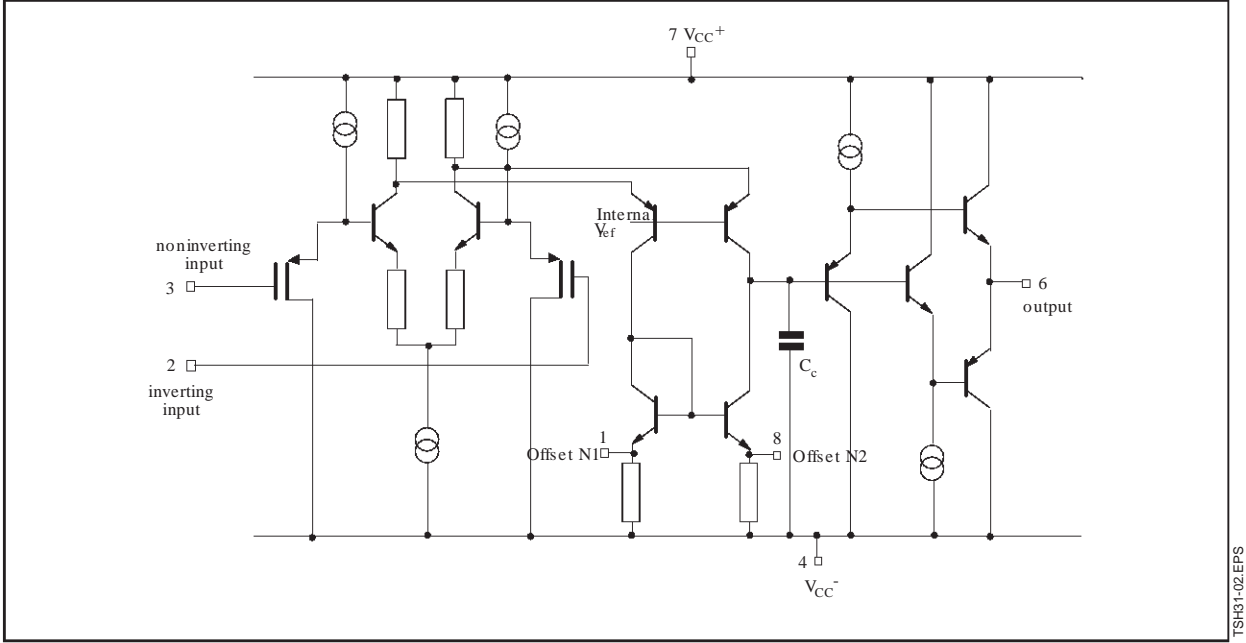 7 VCC+
Interna
Vref
noninverting
input
3
6
output
2
Cc
inverting
input
1
8
Offset N1
Offset N2
4
VCC-
TSH31-02.EPS